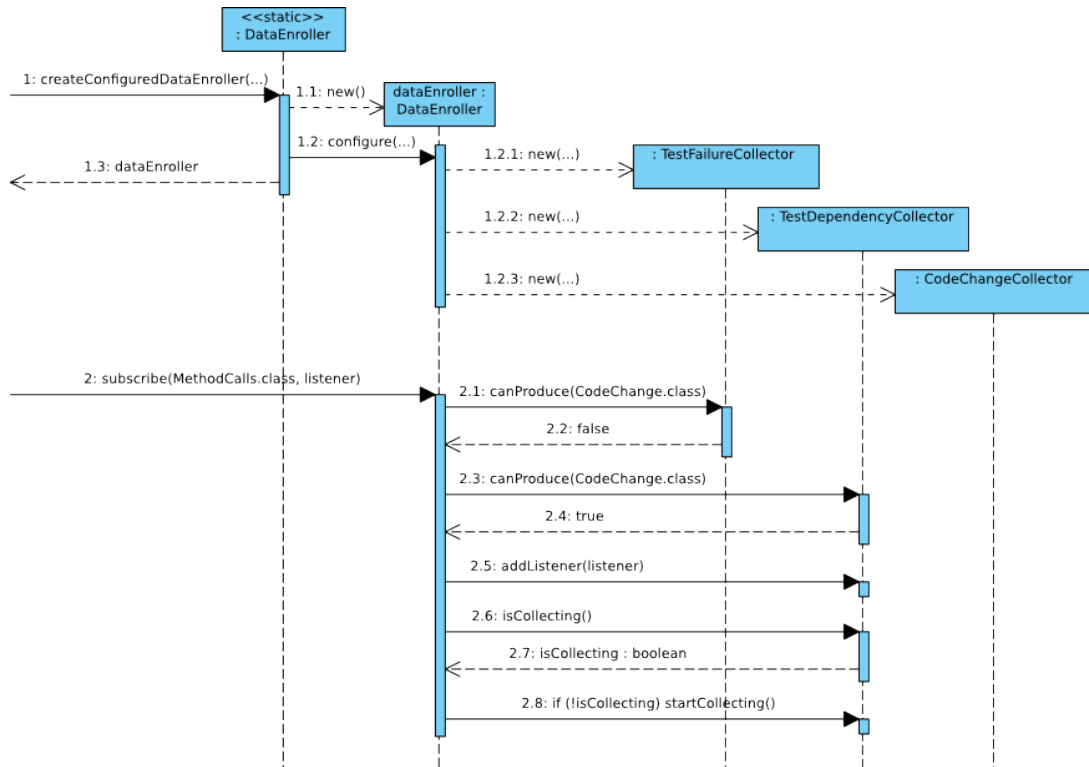 <<static>>
: DataEnroller
1: createConfiguredDataEnroller(...)
1.1: new()
dataEnroller :
DataEnroller
1.2: configure(...)
1.3: dataEnroller
1.2.1: new(...)
: TestFailureCollector
1.2.2: new(...)
: TestDependencyCollector
1.2.3: new(...)
: CodeChangeCollector
2: subscribe(MethodCalls.class, listener)
2.1: canProduce(CodeChange.class)
2.2: false
2.3: canProduce(CodeChange.class)
2.4: true
2.5: addListener(listener)
2.6: isCollecting()
2.7: isCollecting : boolean
2.8: if (!isCollecting) startCollecting()